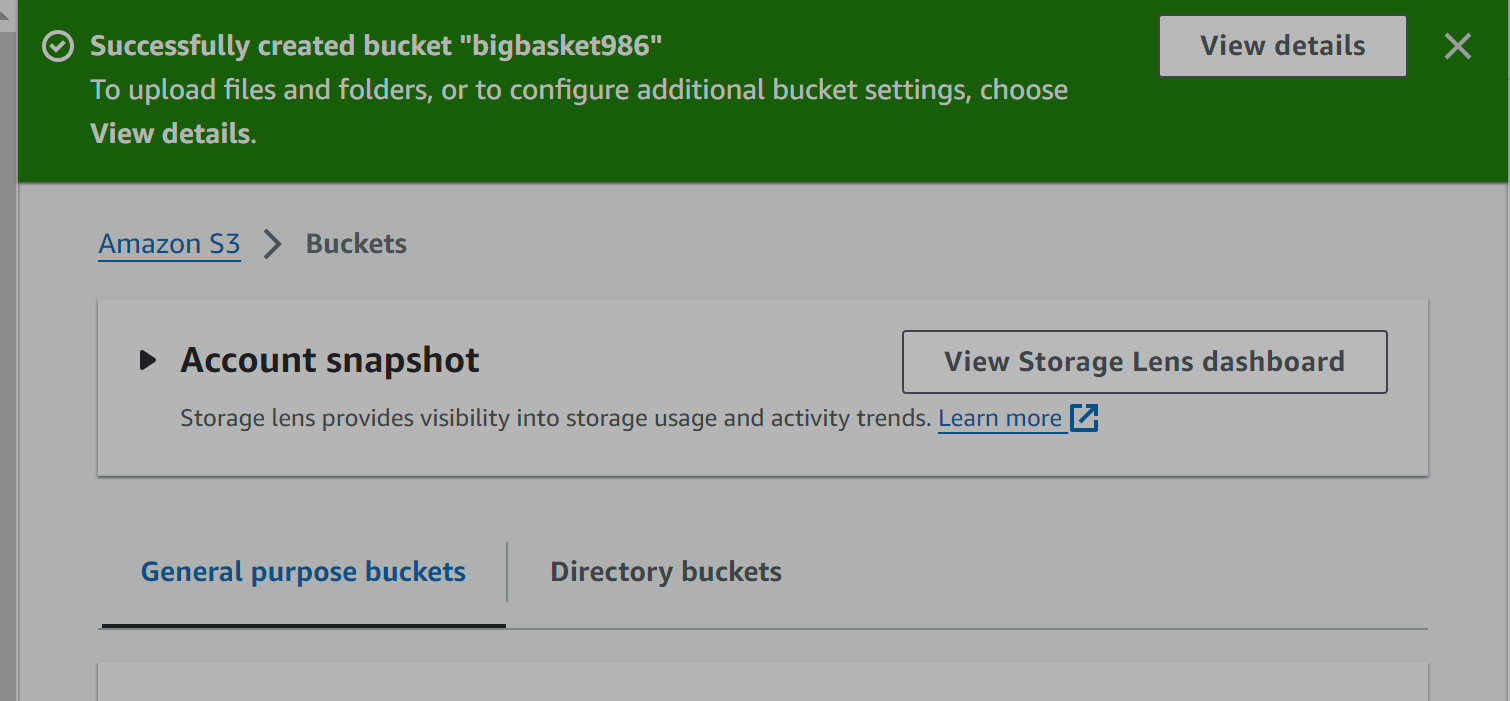 Successfully created bucket "bigbasket986"
View details
To upload files and folders, or to configure additional bucket settings, choose
View details.
Amazon S3 Buckets
Account snapshot
View Storage Lens dashboard
Storage lens provides visibility into storage usage and activity trends. Learn more
General purpose buckets
Directory buckets